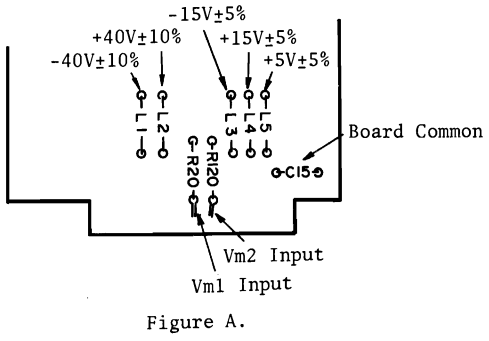 -15V±5%
+40V±10%
+15V±5%
-40V±10%
+5V±5%
L1
L2
L3
L4
L5
Board Common
R20
R120
C15
Vm2 Input
Vm1 Input
Figure A.